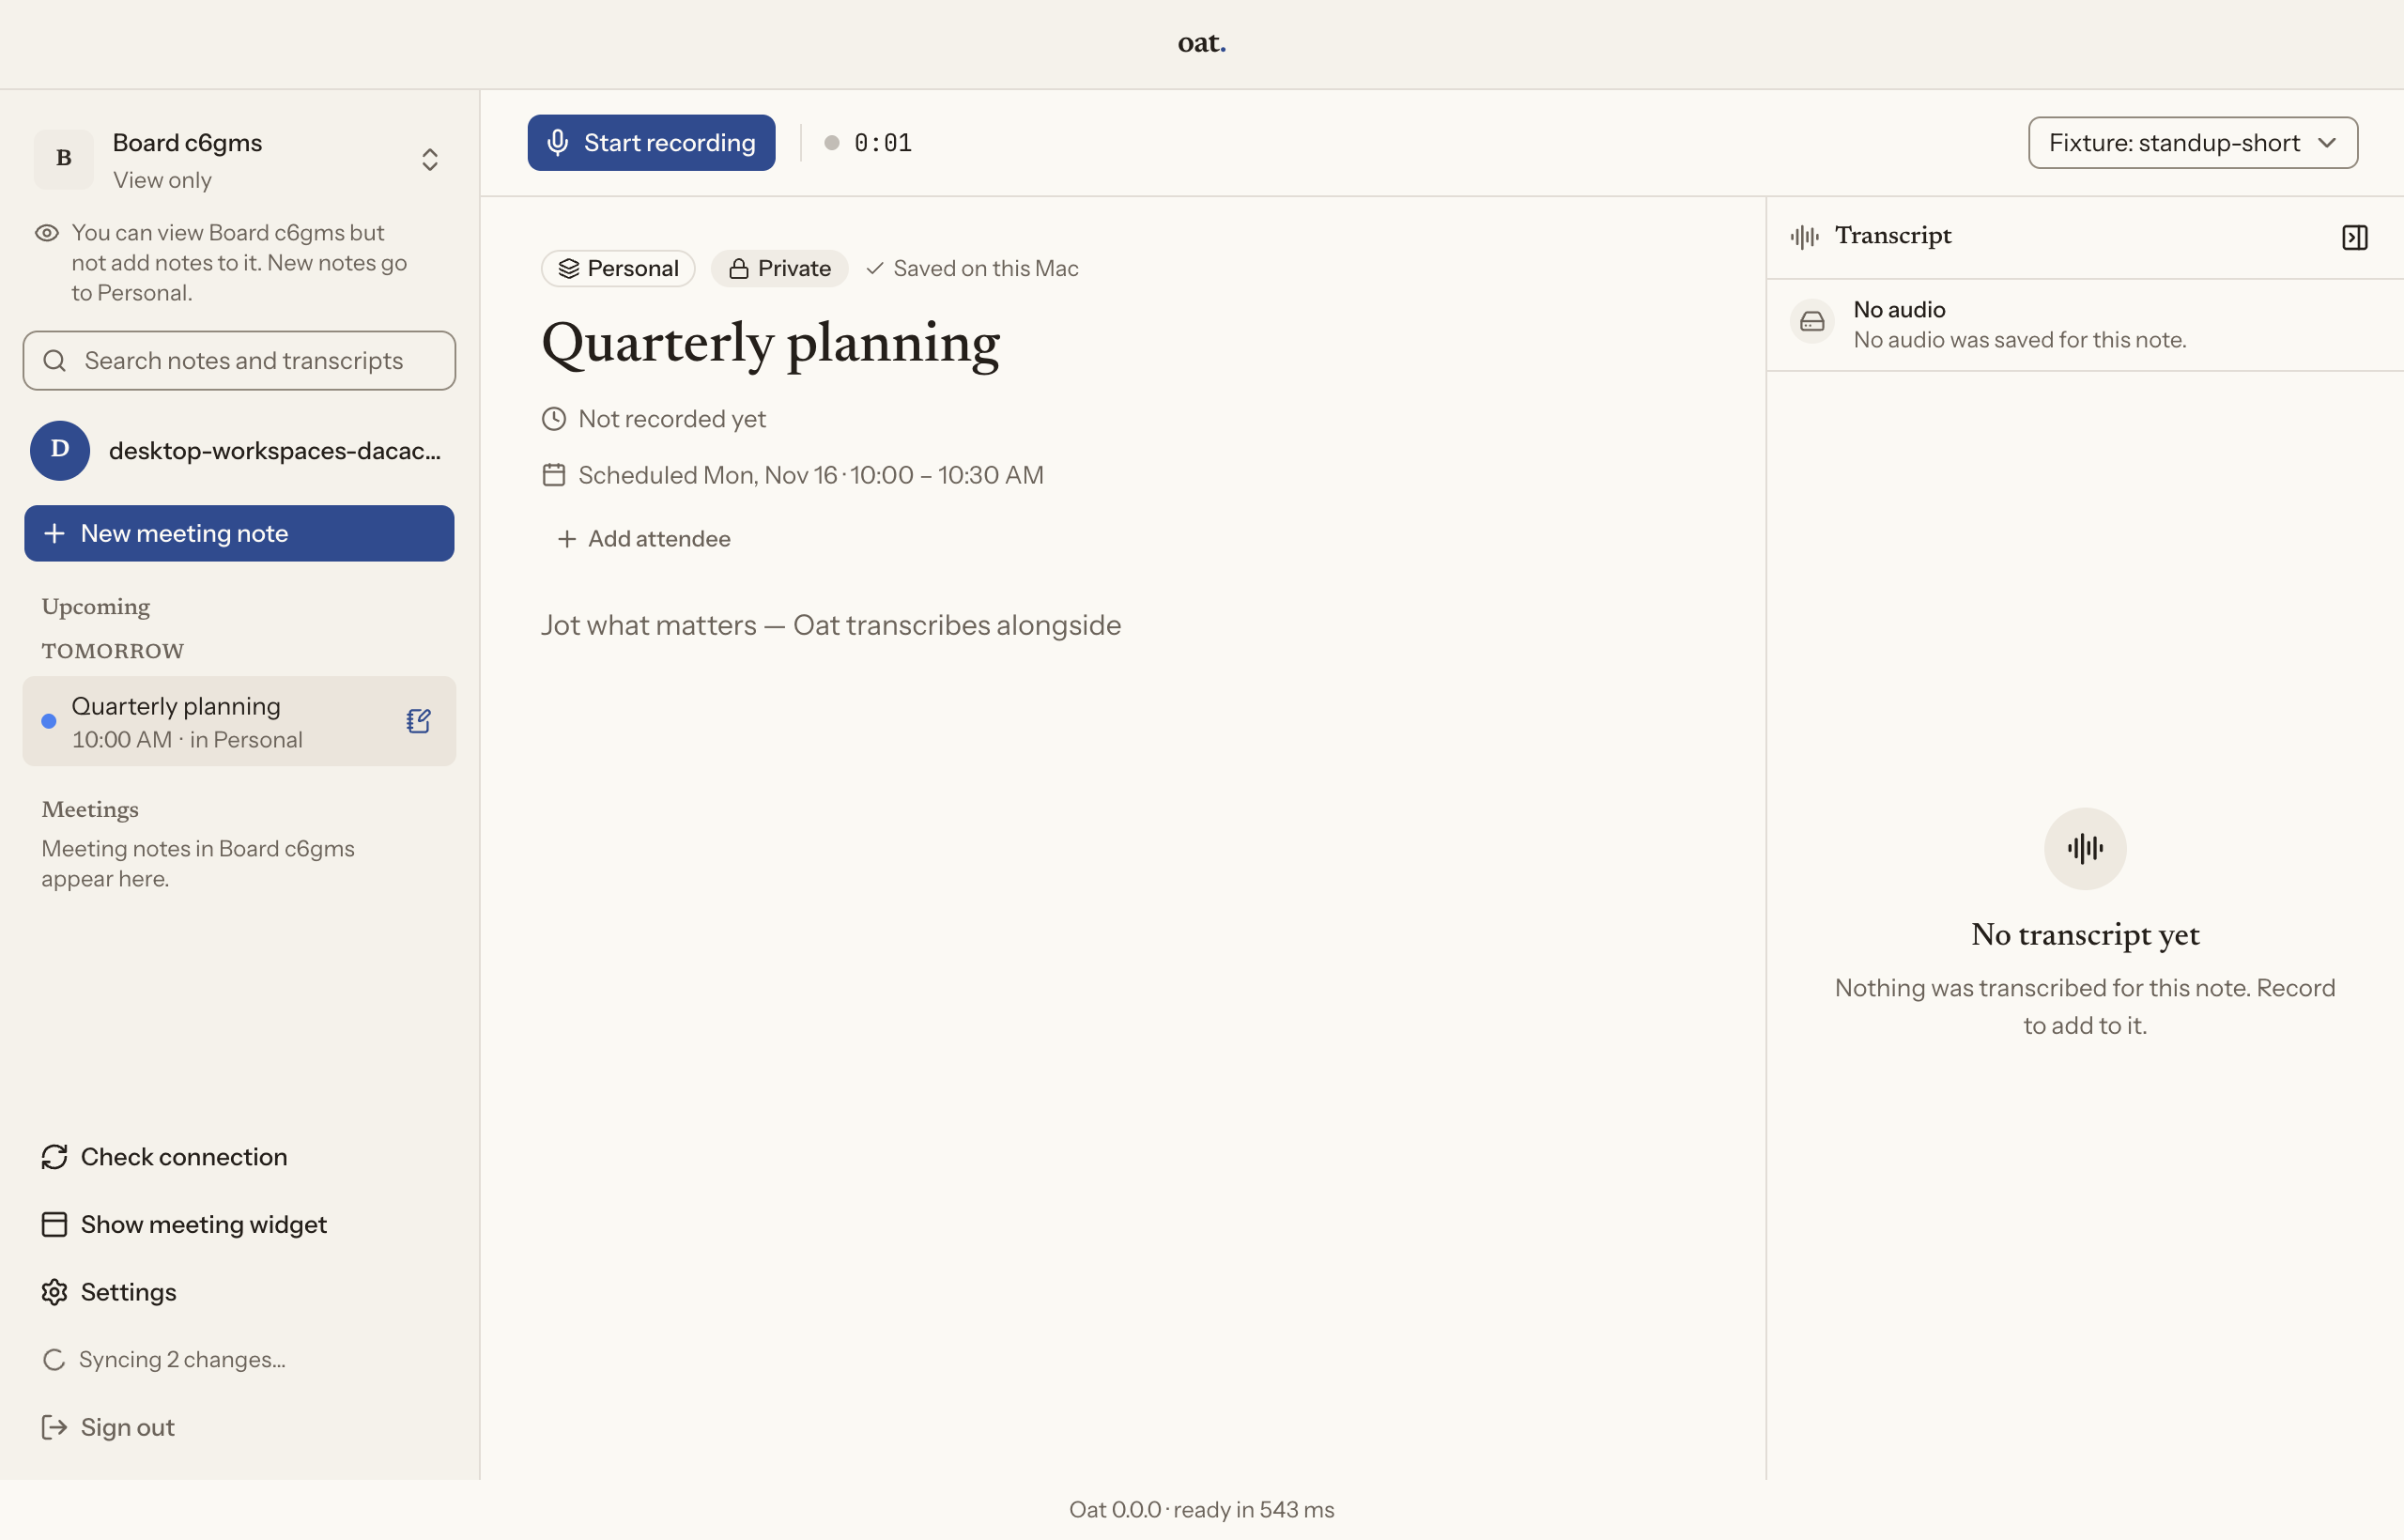 oat.
B
Board c6gms
View only
You can view Board c6gms but
not add notes to it. New notes go
to Personal.
Search notes and transcripts
D
desktop-workspaces-dacac...
New meeting note
Upcoming
TOMORROW
Quarterly planning
10:00 AM · in Personal
Meetings
Meeting notes in Board c6gms
appear here.
Check connection
Show meeting widget
Settings
Syncing 2 changes...
Sign out
Start recording
0:01
Fixture: standup-short
Personal
Private
Saved on this Mac
Quarterly planning
Not recorded yet
Scheduled Mon, Nov 16 · 10:00 – 10:30 AM
Add attendee
Jot what matters — Oat transcribes alongside
Transcript
No audio
No audio was saved for this note.
No transcript yet
Nothing was transcribed for this note. Record
to add to it.
Oat 0.0.0 · ready in 543 ms